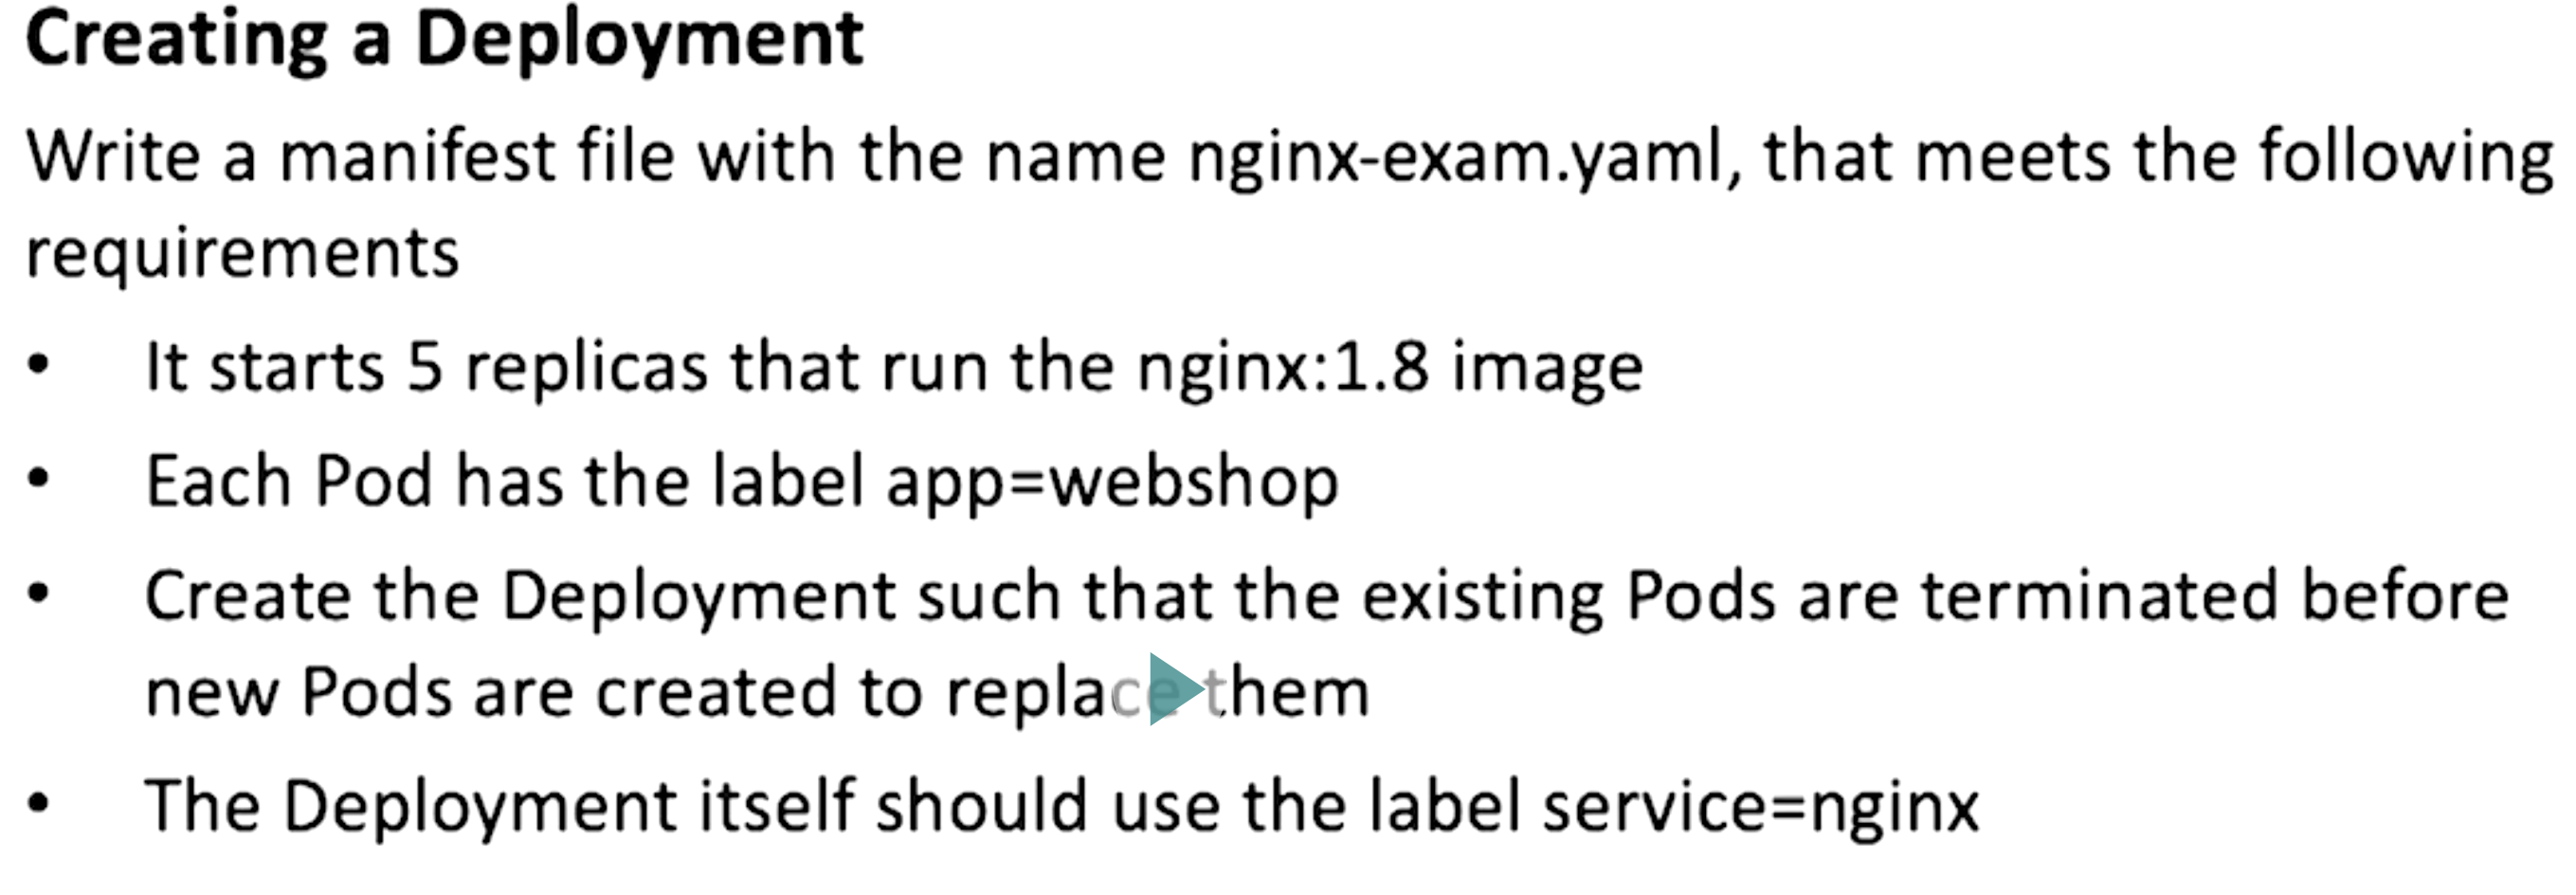 Creating a Deployment
Write a manifest file with the name nginx-exam.yaml, that meets the following
requirements
• It starts 5 replicas that run the nginx:1.8 image
• Each Pod has the label app=webshop
• Create the Deployment such that the existing Pods are terminated before
new Pods are created to replace them
• The Deployment itself should use the label service=nginx